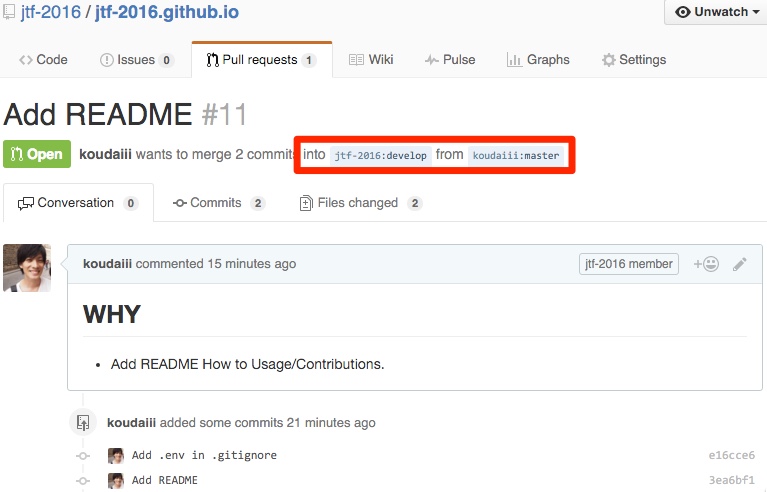 jtf-2016 / jtf-2016.github.io Unwatch
Code Issues 0 Pull requests 1 Wiki Pulse Graphs Settings
Add README #11
Open koudaiii wants to merge 2 commits into jtf-2016:develop from koudaiii:master
Conversation 0 Commits 2 Files changed 2
koudaiii commented 15 minutes ago jtf-2016 member
WHY
• Add README How to Usage/Contributions.
koudaiii added some commits 21 minutes ago
Add .env in .gitignore e16cce6
Add README 3ea6bf1